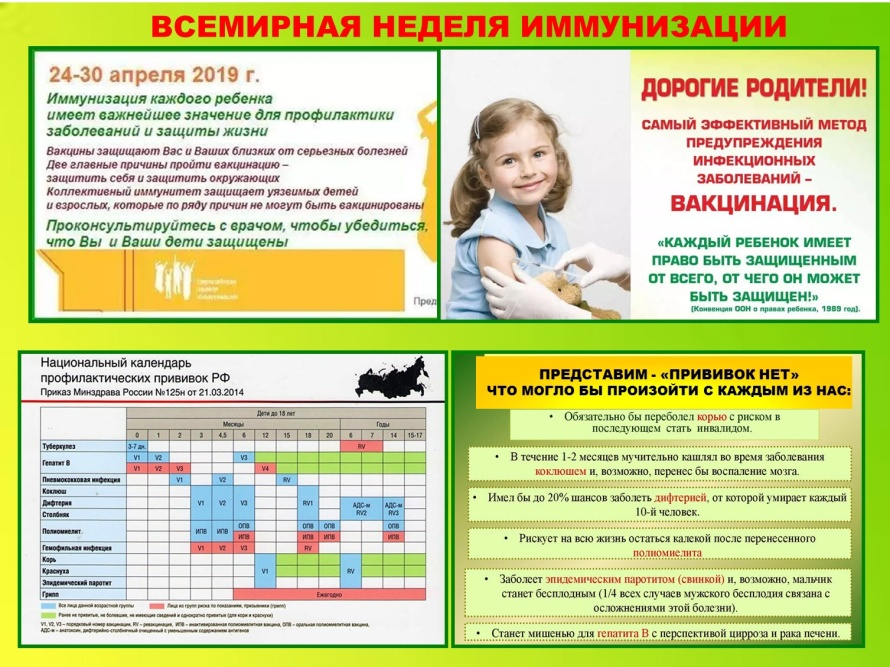 ВСЕМИРНАЯ НЕДЕЛЯ ИММУНИЗАЦИИ
24-30 апреля 2019 г.
Иммунизация каждого ребенка
имеет важнейшее значение для профилактики
заболеваний и защиты жизни
Вакцины защищают Вас и Ваших близких от серьезных болезней
Две главные причины пройти вакцинацию –
защитить себя и защитить окружающих
Коллективный иммунитет защищает уязвимых детей
и взрослых, которые по ряду причин не могут быть вакцинированы
Проконсультируйтесь с врачом, чтобы убедиться,
что Вы и Ваши дети защищены
Пред
ДОРОГИЕ РОДИТЕЛИ!
САМЫЙ ЭФФЕКТИВНЫЙ МЕТОД
ПРЕДУПРЕЖДЕНИЯ
ИНФЕКЦИОННЫХ
ЗАБОЛЕВАНИЙ –
ВАКЦИНАЦИЯ.
«КАЖДЫЙ РЕБЕНОК ИМЕЕТ
ПРАВО БЫТЬ ЗАЩИЩЕННЫМ
ОТ ВСЕГО, ОТ ЧЕГО ОН МОЖЕТ
БЫТЬ ЗАЩИЩЕН!»
(Конвенция ООН о правах ребенка, 1989 год).
Национальный календарь
профилактических прививок РФ
Приказ Минздрава России №125н от 21.03.2014
Дети до 18 лет
Месяцы Годы
0 1 2 3 4,5 6 12 15 18 20 6 7 14 15-17
Туберкулез 3-7 дн. RV
Гепатит В V1 V2 V3
V1 V2 V3 V4
Пневмококковая инфекция V1 V2 RV
Коклюш
Дифтерия V1 V2 V3 RV1 АДС-м RV2 АДС-м RV3
Столбняк
Полиомиелит ИПВ ИПВ ОПВ ОПВ ОПВ ОПВ
ИПВ ИПВ ИПВ ИПВ
Гемофильная инфекция V1 V2 V3 RV
Корь
Краснуха V1 RV
Эпидемический паротит
Грипп Ежегодно
Все лица данной возрастной группы Лица из групп риска по показаниям, призывники (грипп)
Ранее не привитые, не болевшие, не имеющие сведений и однократно привитые (для кори и краснухи)
V1, V2, V3 – порядковый номер вакцинации, RV – ревакцинация, ИПВ – инактивированная полиомиелитная вакцина, ОПВ – оральная полиомиелитная вакцина,
АДС-м – анатоксин, дифтерийно-столбнячный очищенный с уменьшенным содержанием антигенов
ПРЕДСТАВИМ - «ПРИВИВОК НЕТ»
ЧТО МОГЛО БЫ ПРОИЗОЙТИ С КАЖДЫМ ИЗ НАС:
• Обязательно бы переболел корью с риском в
последующем стать инвалидом.
• В течение 1-2 месяцев мучительно кашлял во время заболевания
коклюшем и, возможно, перенес бы воспаление мозга.
• Имел бы до 20% шансов заболеть дифтерией, от которой умирает каждый
10-й человек.
• Рискует на всю жизнь остаться калекой после перенесенного
полиомиелита
• Заболеет эпидемическим паротитом (свинкой) и, возможно, мальчик
станет бесплодным (1/4 всех случаев мужского бесплодия связана с
осложнениями этой болезни).
• Станет мишенью для гепатита В с перспективой цирроза и рака печени.